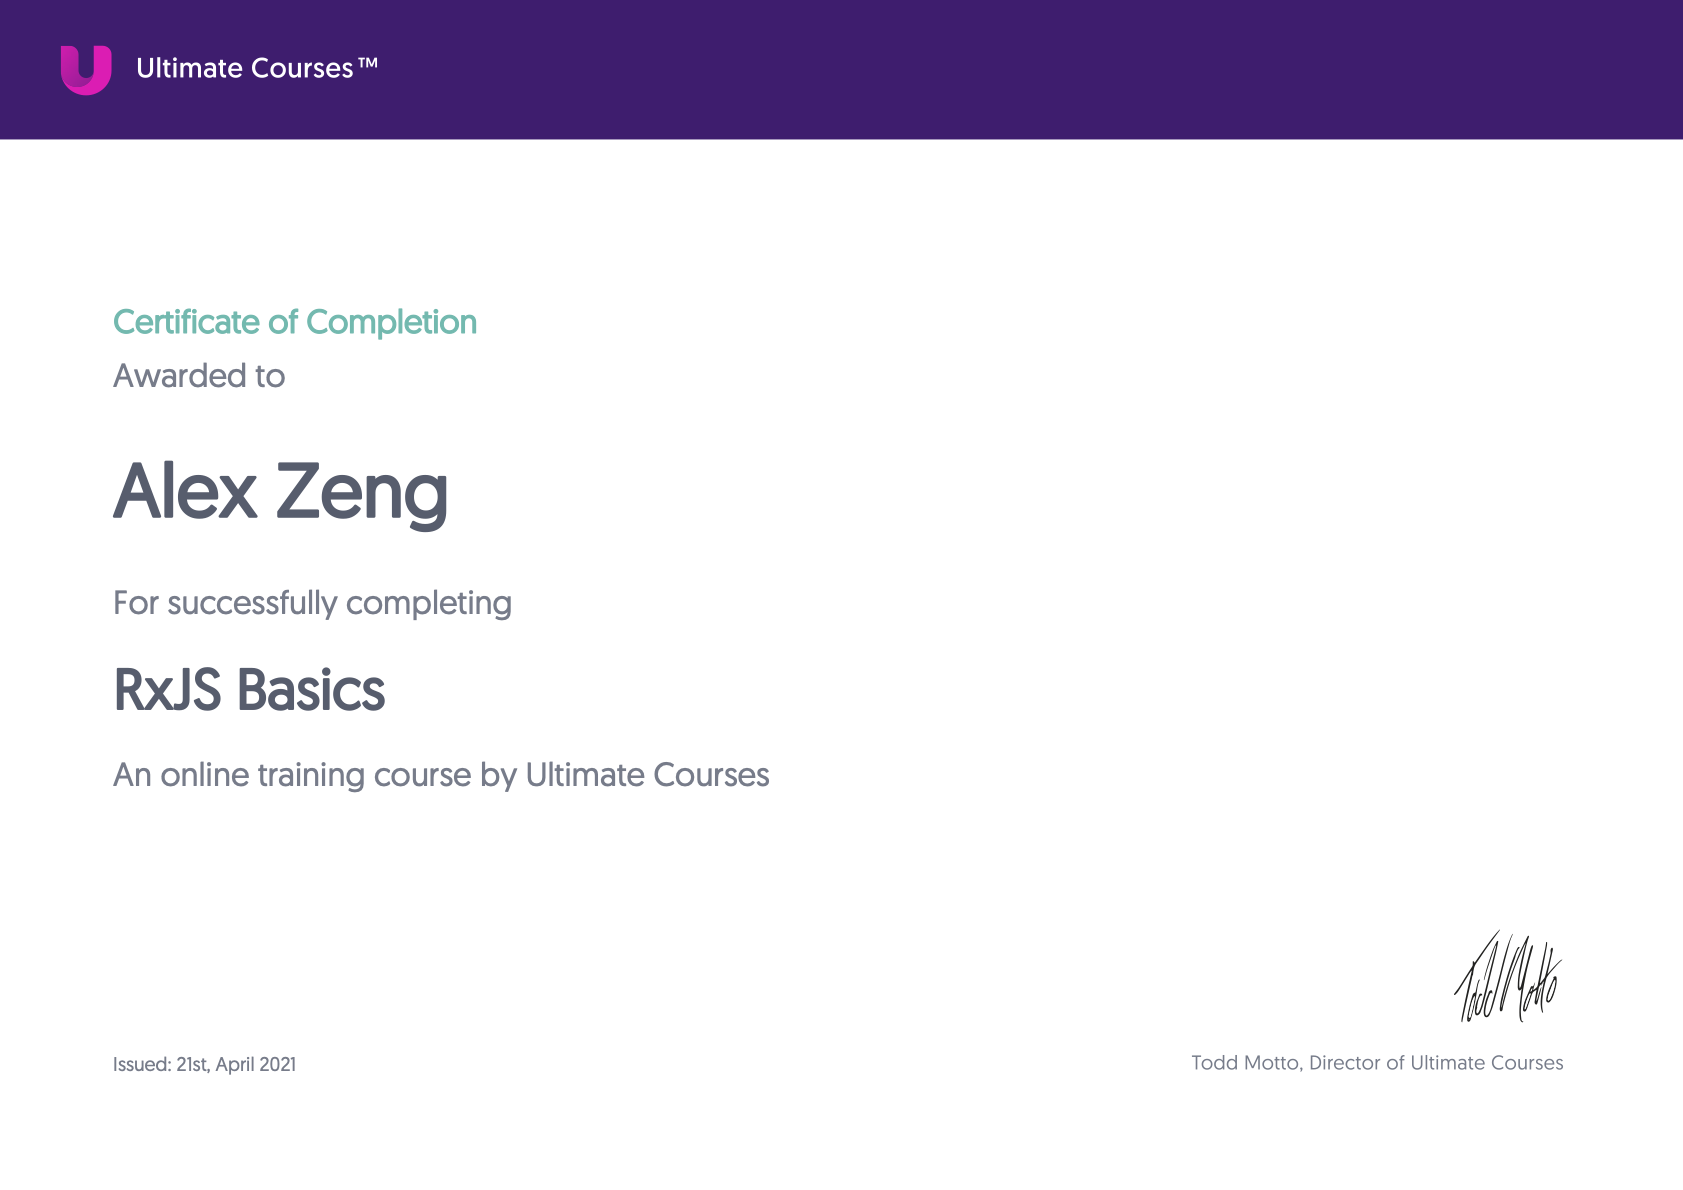 Ultimate Courses™
Certificate of Completion
Awarded to
Alex Zeng
For successfully completing
RxJS Basics
An online training course by Ultimate Courses
Todd Motto
Issued: 21st, April 2021
Todd Motto, Director of Ultimate Courses